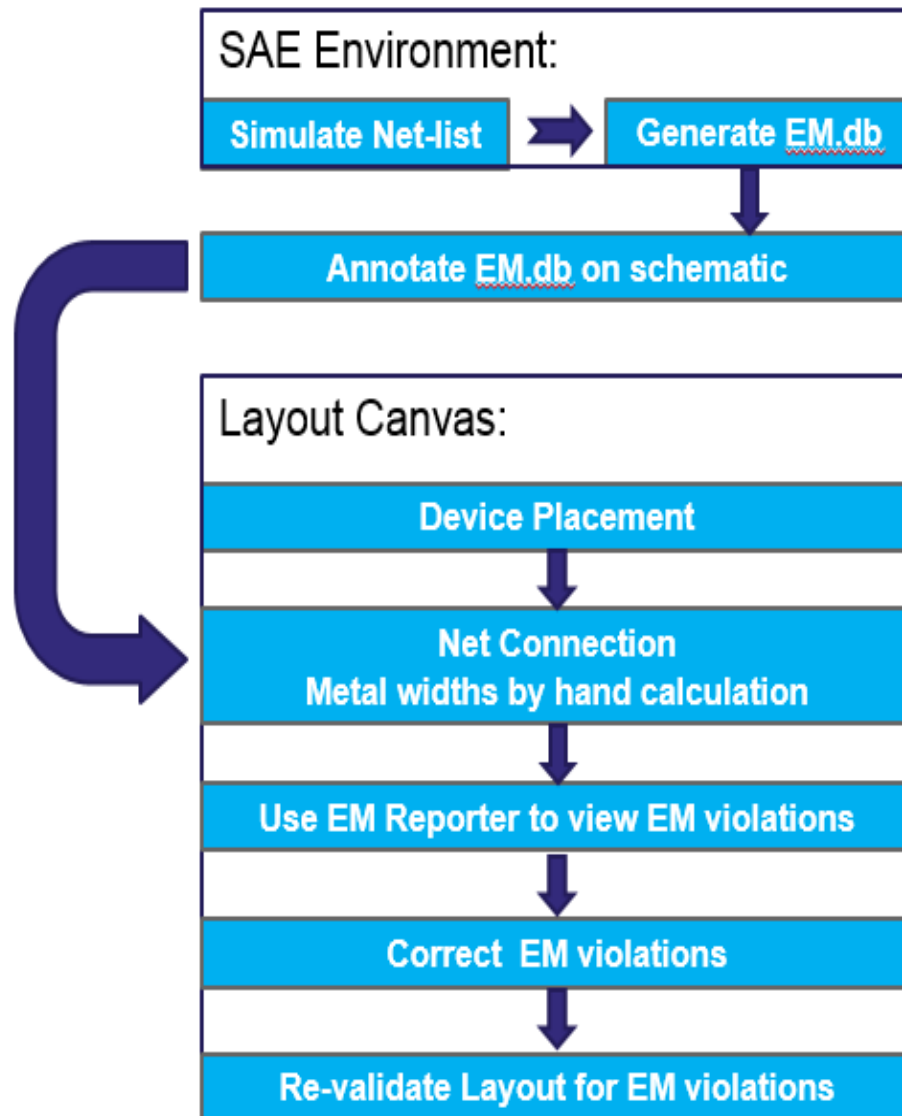 SAE Environment:
Simulate Net-list
Generate EM.db
Annotate EM.db on schematic
Layout Canvas:
Device Placement
Net Connection
Metal widths by hand calculation
Use EM Reporter to view EM violations
Correct EM violations
Re-validate Layout for EM violations